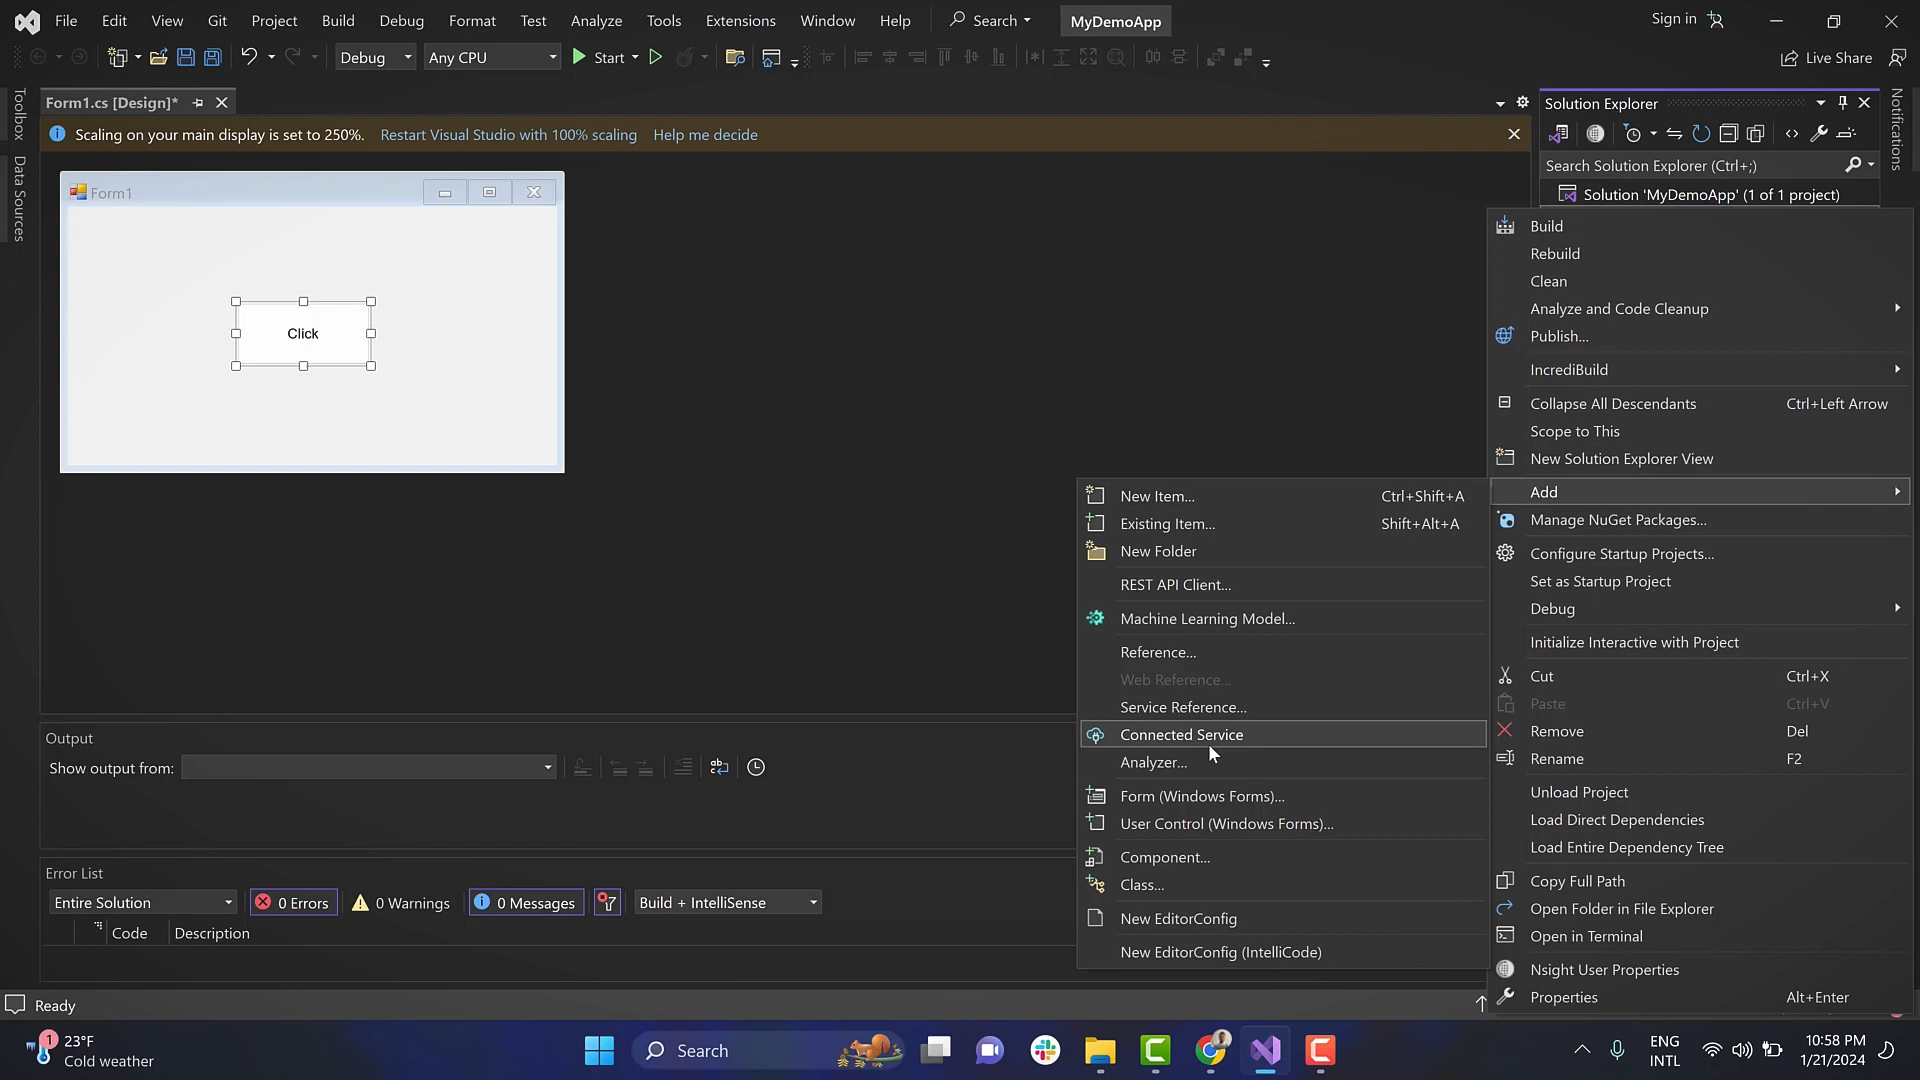 File Edit View Git Project Build Debug Format Test Analyze Tools Extensions Window Help Search MyDemoApp Sign in
Debug Any CPU Start Live Share
Toolbox
Data Sources
Form1.cs [Design]*
Scaling on your main display is set to 250%. Restart Visual Studio with 100% scaling Help me decide
Form1
Click
Solution Explorer
Search Solution Explorer (Ctrl+;)
Solution 'MyDemoApp' (1 of 1 project)
Notifications
Build
Rebuild
Clean
Analyze and Code Cleanup
Publish...
IncrediBuild
Collapse All Descendants Ctrl+Left Arrow
Scope to This
New Solution Explorer View
Add
Manage NuGet Packages...
Configure Startup Projects...
Set as Startup Project
Debug
Initialize Interactive with Project
Cut Ctrl+X
Paste Ctrl+V
Remove Del
Rename F2
Unload Project
Load Direct Dependencies
Load Entire Dependency Tree
Copy Full Path
Open Folder in File Explorer
Open in Terminal
Nsight User Properties
Properties Alt+Enter
New Item... Ctrl+Shift+A
Existing Item... Shift+Alt+A
New Folder
REST API Client...
Machine Learning Model...
Reference...
Web Reference...
Service Reference...
Connected Service
Analyzer...
Form (Windows Forms)...
User Control (Windows Forms)...
Component...
Class...
New EditorConfig
New EditorConfig (IntelliCode)
Output
Show output from:
Error List
Entire Solution 0 Errors 0 Warnings 0 Messages Build + IntelliSense
Code Description
Ready
1
23°F
Cold weather
Search
ENG
INTL
10:58 PM
1/21/2024